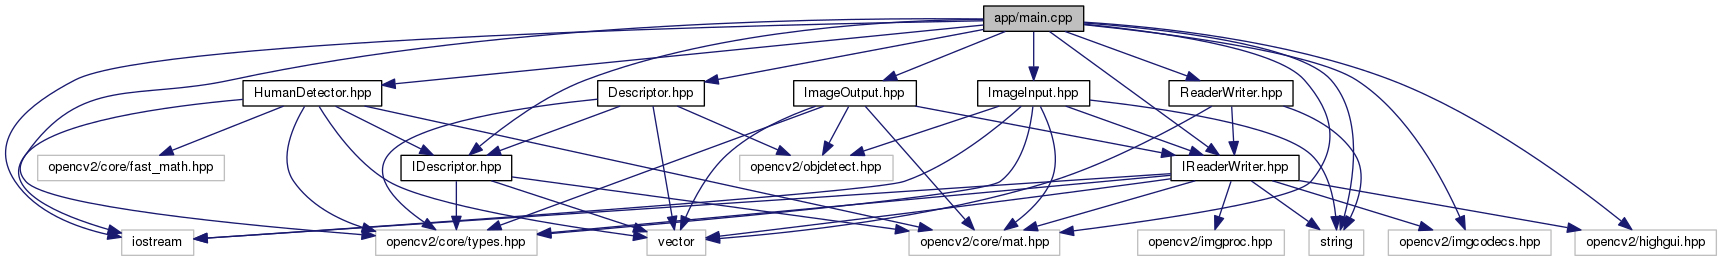 app/main.cpp
HumanDetector.hpp
Descriptor.hpp
ImageOutput.hpp
ImageInput.hpp
ReaderWriter.hpp
opencv2/core/fast_math.hpp
IDescriptor.hpp
opencv2/objdetect.hpp
IReaderWriter.hpp
iostream
opencv2/core/types.hpp
vector
opencv2/core/mat.hpp
opencv2/imgproc.hpp
string
opencv2/imgcodecs.hpp
opencv2/highgui.hpp